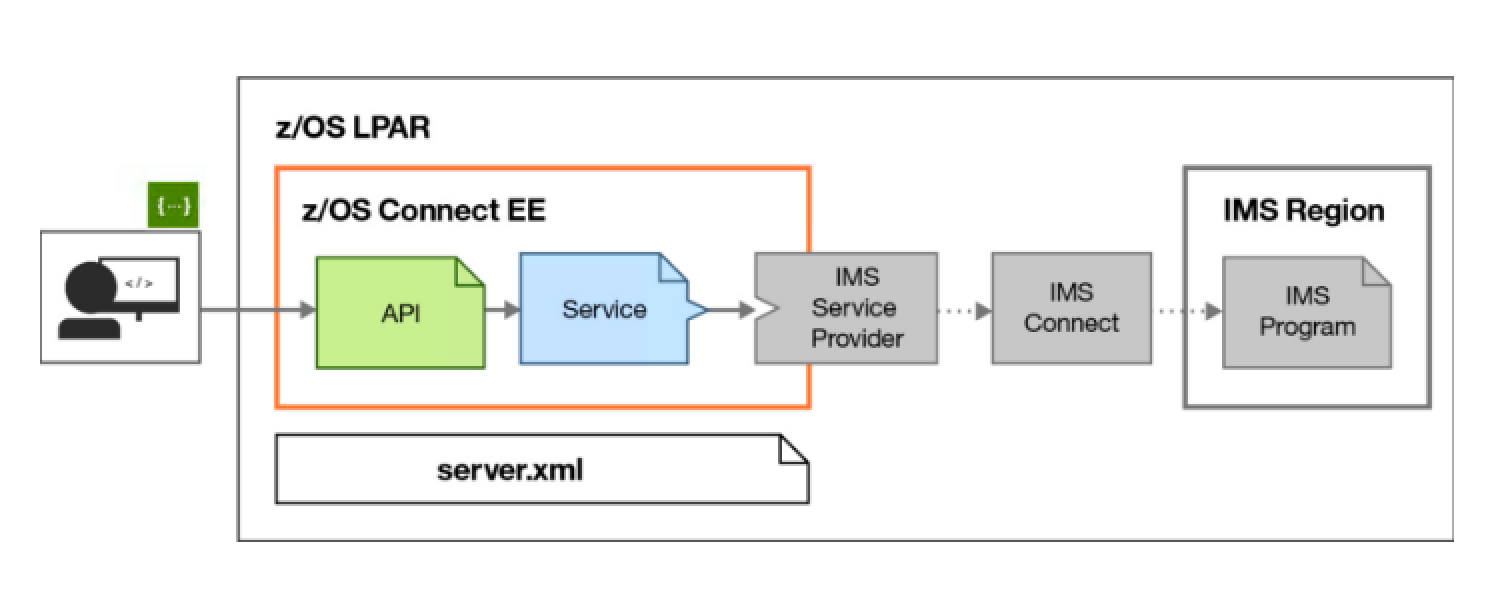 z/OS LPAR
{...}
z/OS Connect EE
IMS Region
</>
API
Service
IMS
Service
Provider
IMS
Connect
IMS
Program
server.xml